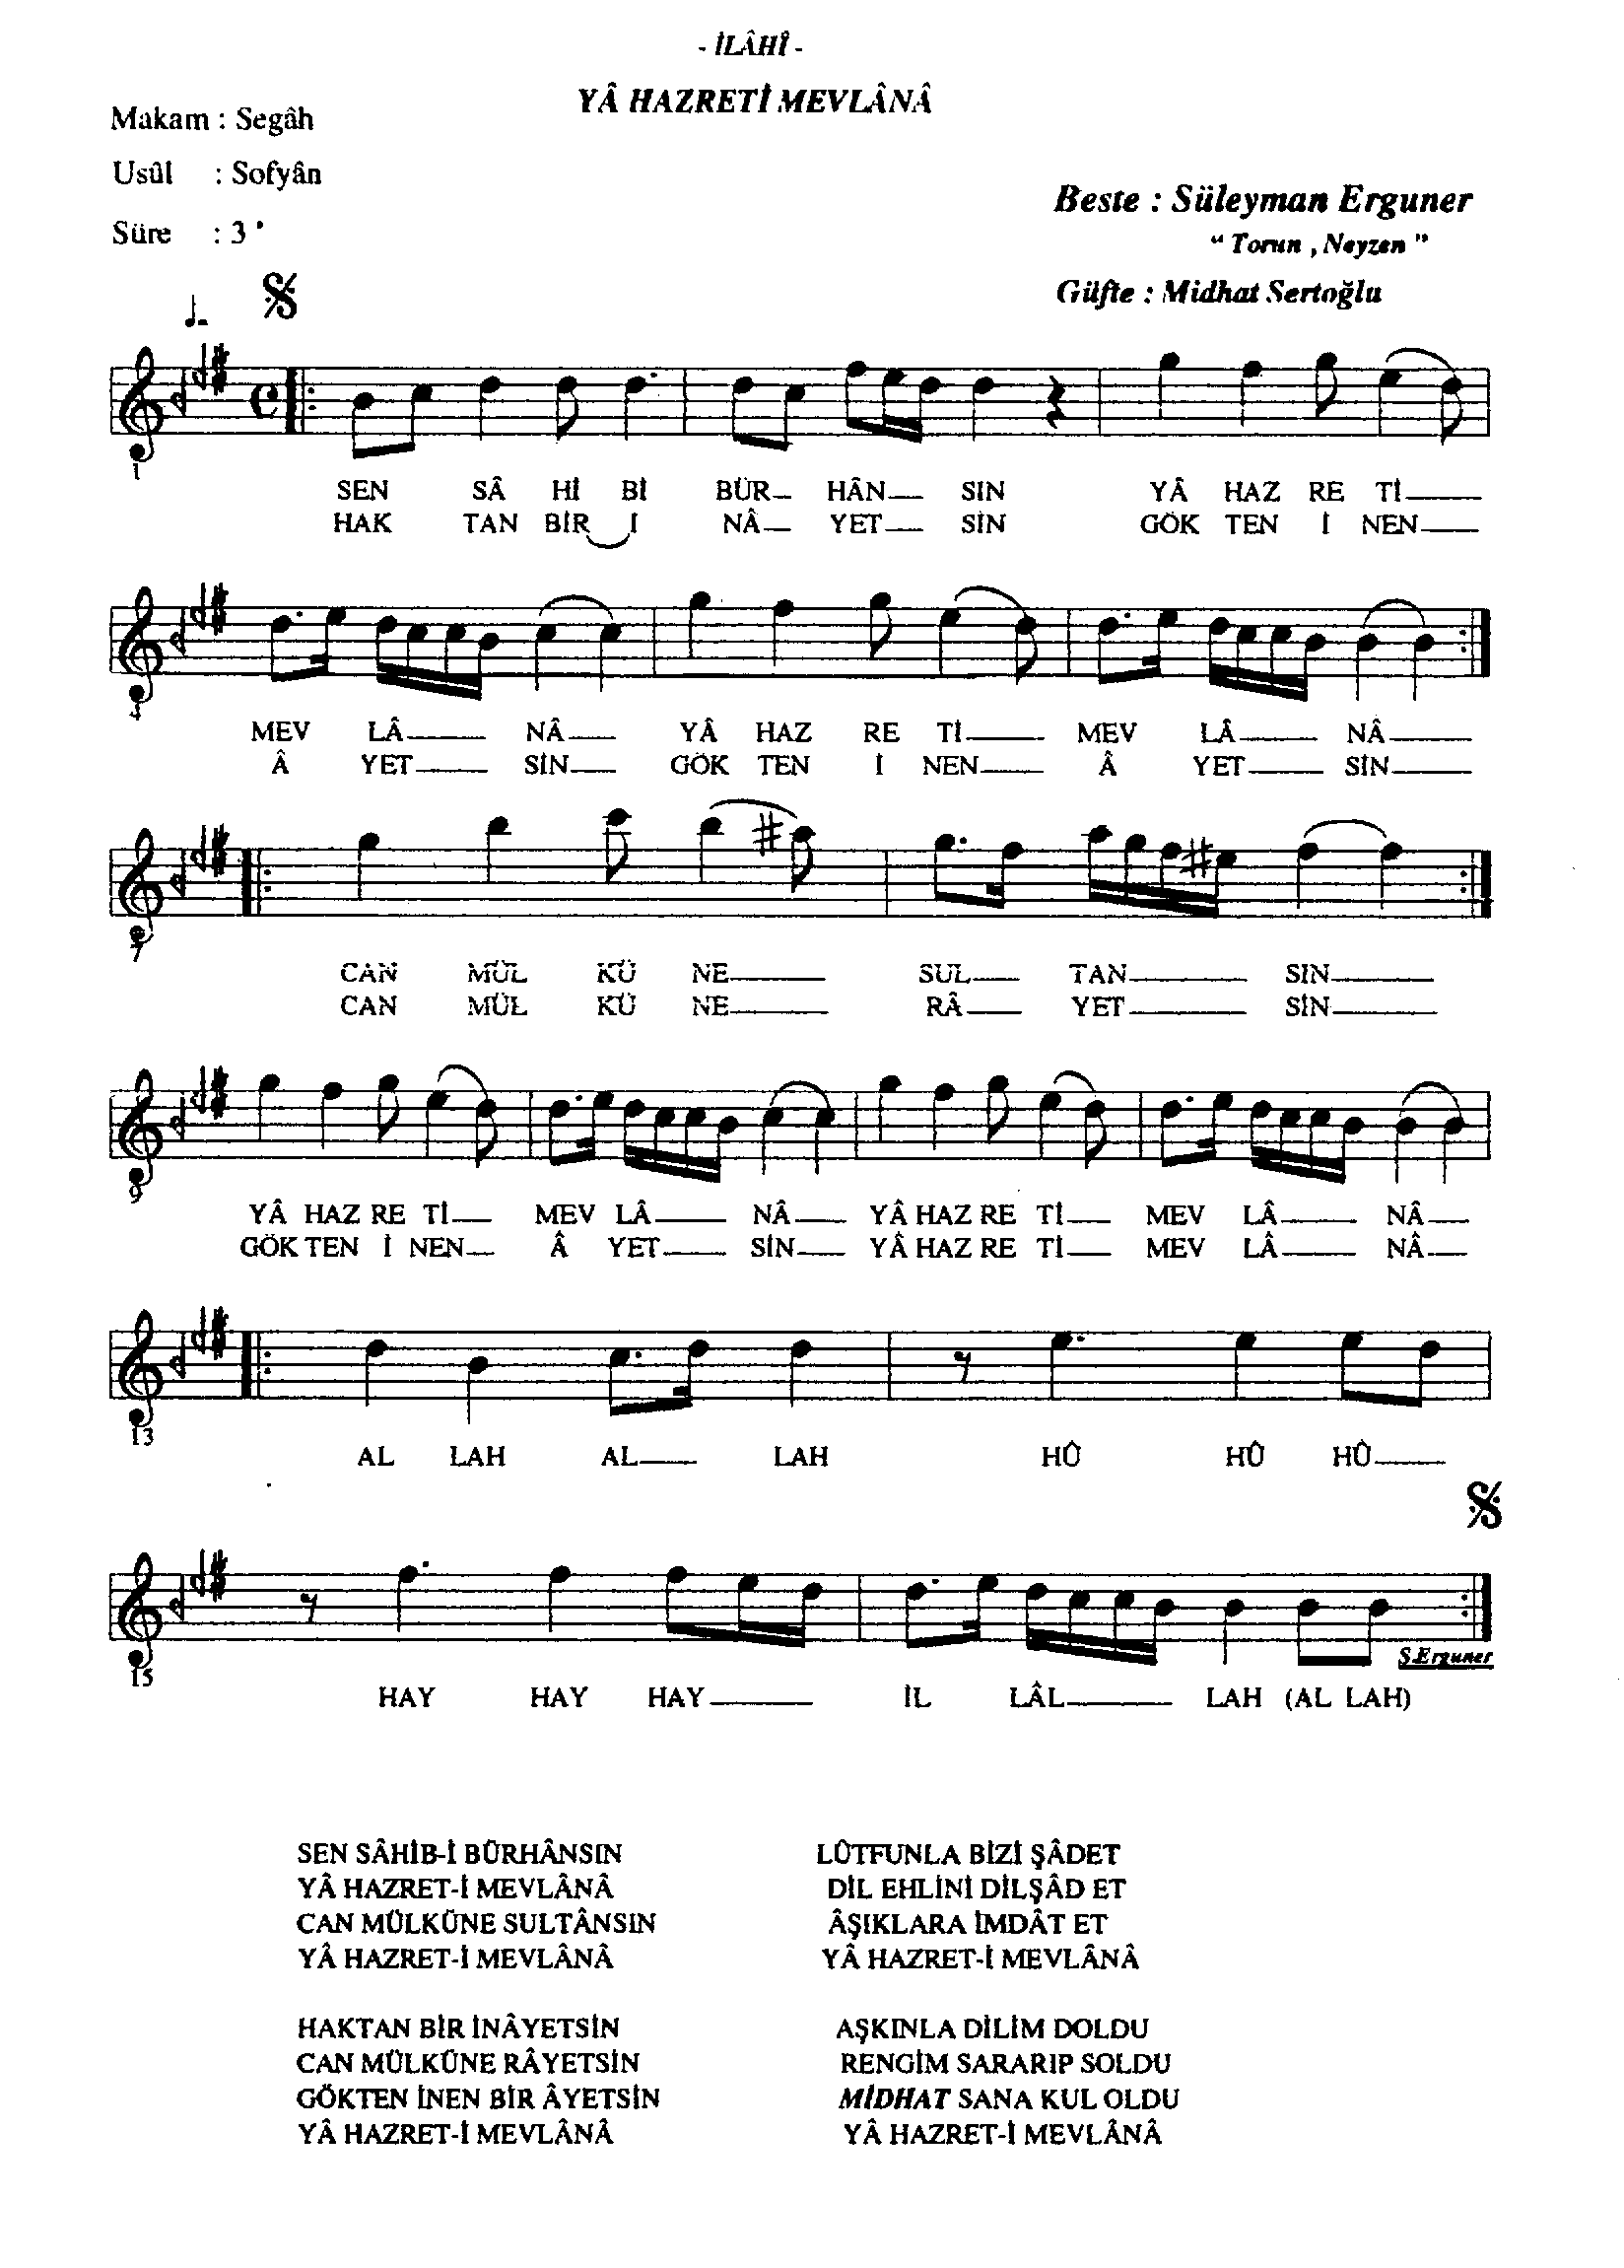 - İLÂHÎ -
YÂ HAZRETİ MEVLÂNÂ
Makam : Segâh
Usûl : Sofyân
Süre : 3 '
Beste : Süleyman Erguner
" Torun , Neyzen "
Güfte : Midhat Sertoğlu
1
SEN SÂ Hİ Bİ BÜR HÂN SIN YÂ HAZ RE Tİ
HAK TAN BİR İ NÂ YET SİN GÖK TEN İ NEN
4
MEV LÂ NÂ YÂ HAZ RE Tİ MEV LÂ NÂ
Â YET SİN GÖK TEN İ NEN Â YET SİN
7
CAN MÜL KÜ NE SUL TAN SIN
CAN MÜL KÜ NE RÂ YET SİN
9
YÂ HAZ RE Tİ MEV LÂ NÂ YÂ HAZ RE Tİ MEV LÂ NÂ
GÖK TEN İ NEN Â YET SİN YÂ HAZ RE Tİ MEV LÂ NÂ
13
AL LAH AL LAH HÛ HÛ HÛ
15
S.Erguner
HAY HAY HAY İL LÂL LAH (AL LAH)
SEN SÂHİB-İ BÜRHÂNSIN
YÂ HAZRET-İ MEVLÂNÂ
CAN MÜLKÜNE SULTÂNSIN
YÂ HAZRET-İ MEVLÂNÂ
HAKTAN BİR İNÂYETSİN
CAN MÜLKÜNE RÂYETSİN
GÖKTEN İNEN BİR ÂYETSİN
YÂ HAZRET-İ MEVLÂNÂ
LÛTFUNLA BİZİ ŞÂDET
DİL EHLİNİ DİLŞÂD ET
ÂŞIKLARA İMDÂT ET
YÂ HAZRET-İ MEVLÂNÂ
AŞKINLA DİLİM DOLDU
RENGİM SARARIP SOLDU
MİDHAT SANA KUL OLDU
YÂ HAZRET-İ MEVLÂNÂ